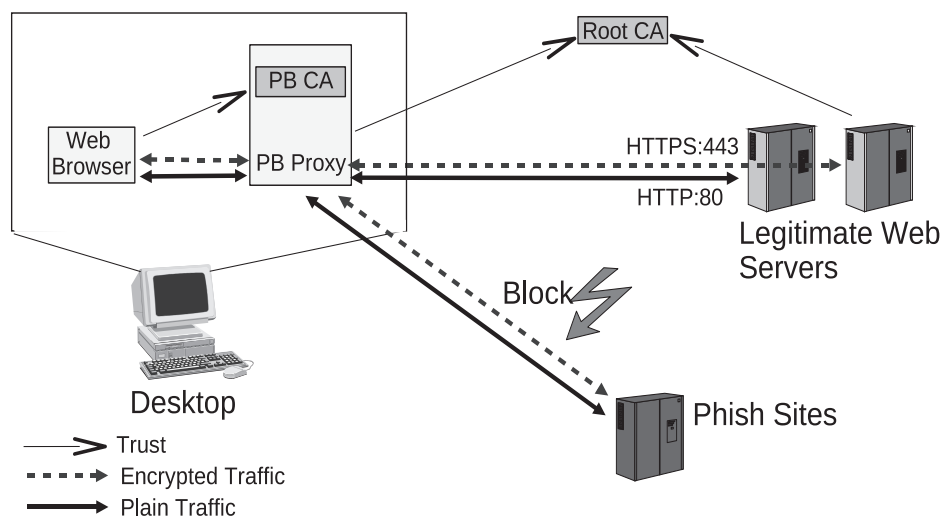 Root CA
PB CA
Web
Browser
PB Proxy
HTTPS:443
HTTP:80
Legitimate Web
Servers
Block
Desktop
Phish Sites
Trust
Encrypted Traffic
Plain Traffic